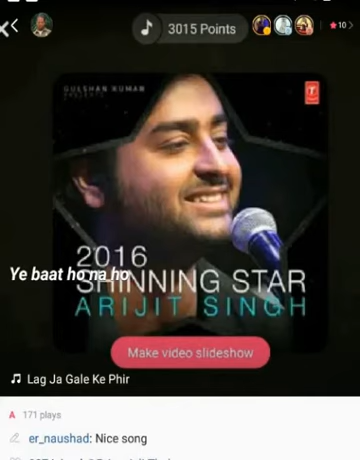 3015 Points
10
GULSHAN KUMAR
PRESENTS
T
2016
Ye baat ho na ho
SHINNING STAR
ARIJIT SINGH
Make video slideshow
Lag Ja Gale Ke Phir
A 171 plays
er_naushad: Nice song